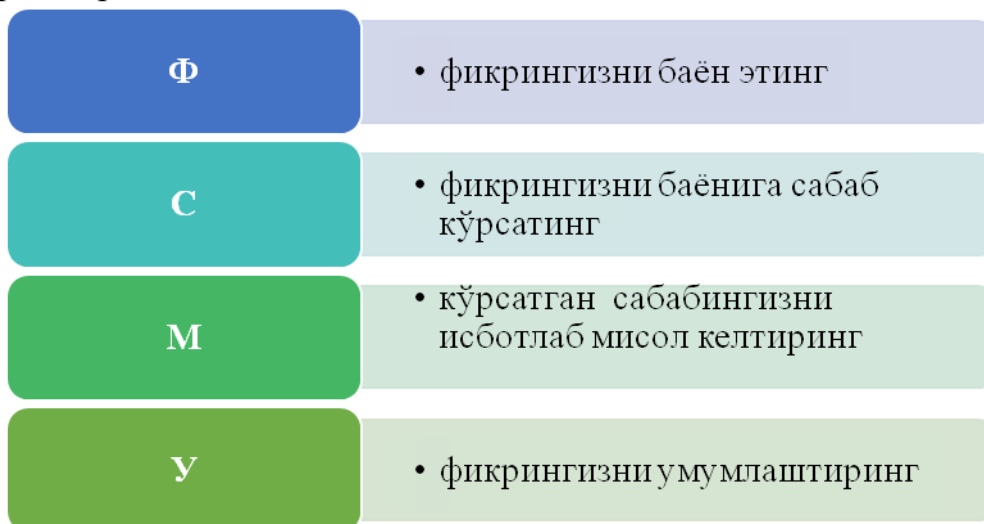 Ф
• фикрингизни баён этинг
С
• фикрингизни баёнига сабаб
кўрсатинг
М
• кўрсатган сабабингизни
исботлаб мисол келтиринг
У
• фикрингизни умумлаштиринг